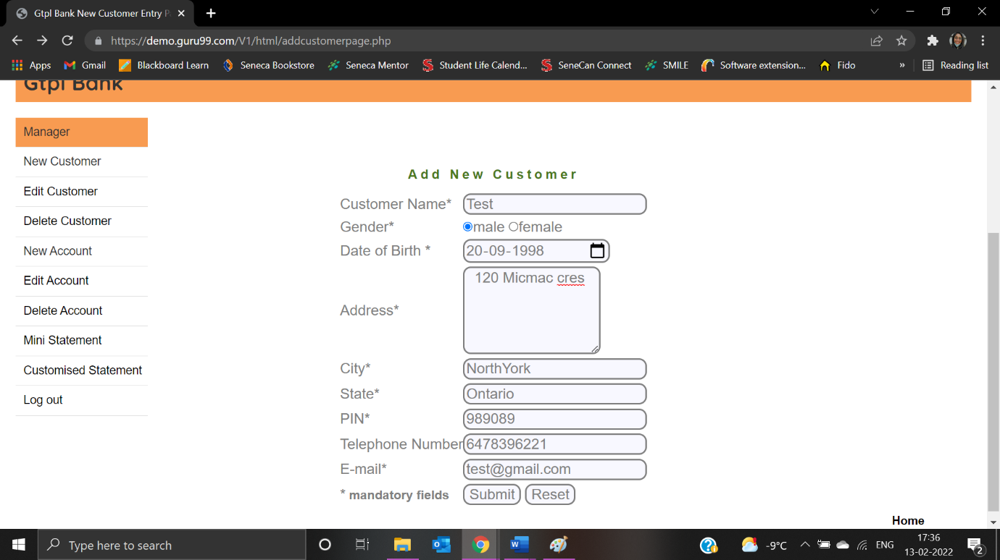 Gtpl Bank New Customer Entry P
https://demo.guru99.com/V1/html/addcustomerpage.php
Apps Gmail Blackboard Learn Seneca Bookstore Seneca Mentor Student Life Calend... SeneCan Connect SMILE Software extension... Fido » Reading list
Gtpl Bank
Manager
New Customer
Edit Customer
Delete Customer
New Account
Edit Account
Delete Account
Mini Statement
Customised Statement
Log out
Add New Customer
Customer Name* Test
Gender* male female
Date of Birth * 20-09-1998
Address* 120 Micmac cres
City* NorthYork
State* Ontario
PIN* 989089
Telephone Number 6478396221
E-mail* test@gmail.com
* mandatory fields Submit Reset
Home
Type here to search
-9°C ENG 17:36
13-02-2022 2